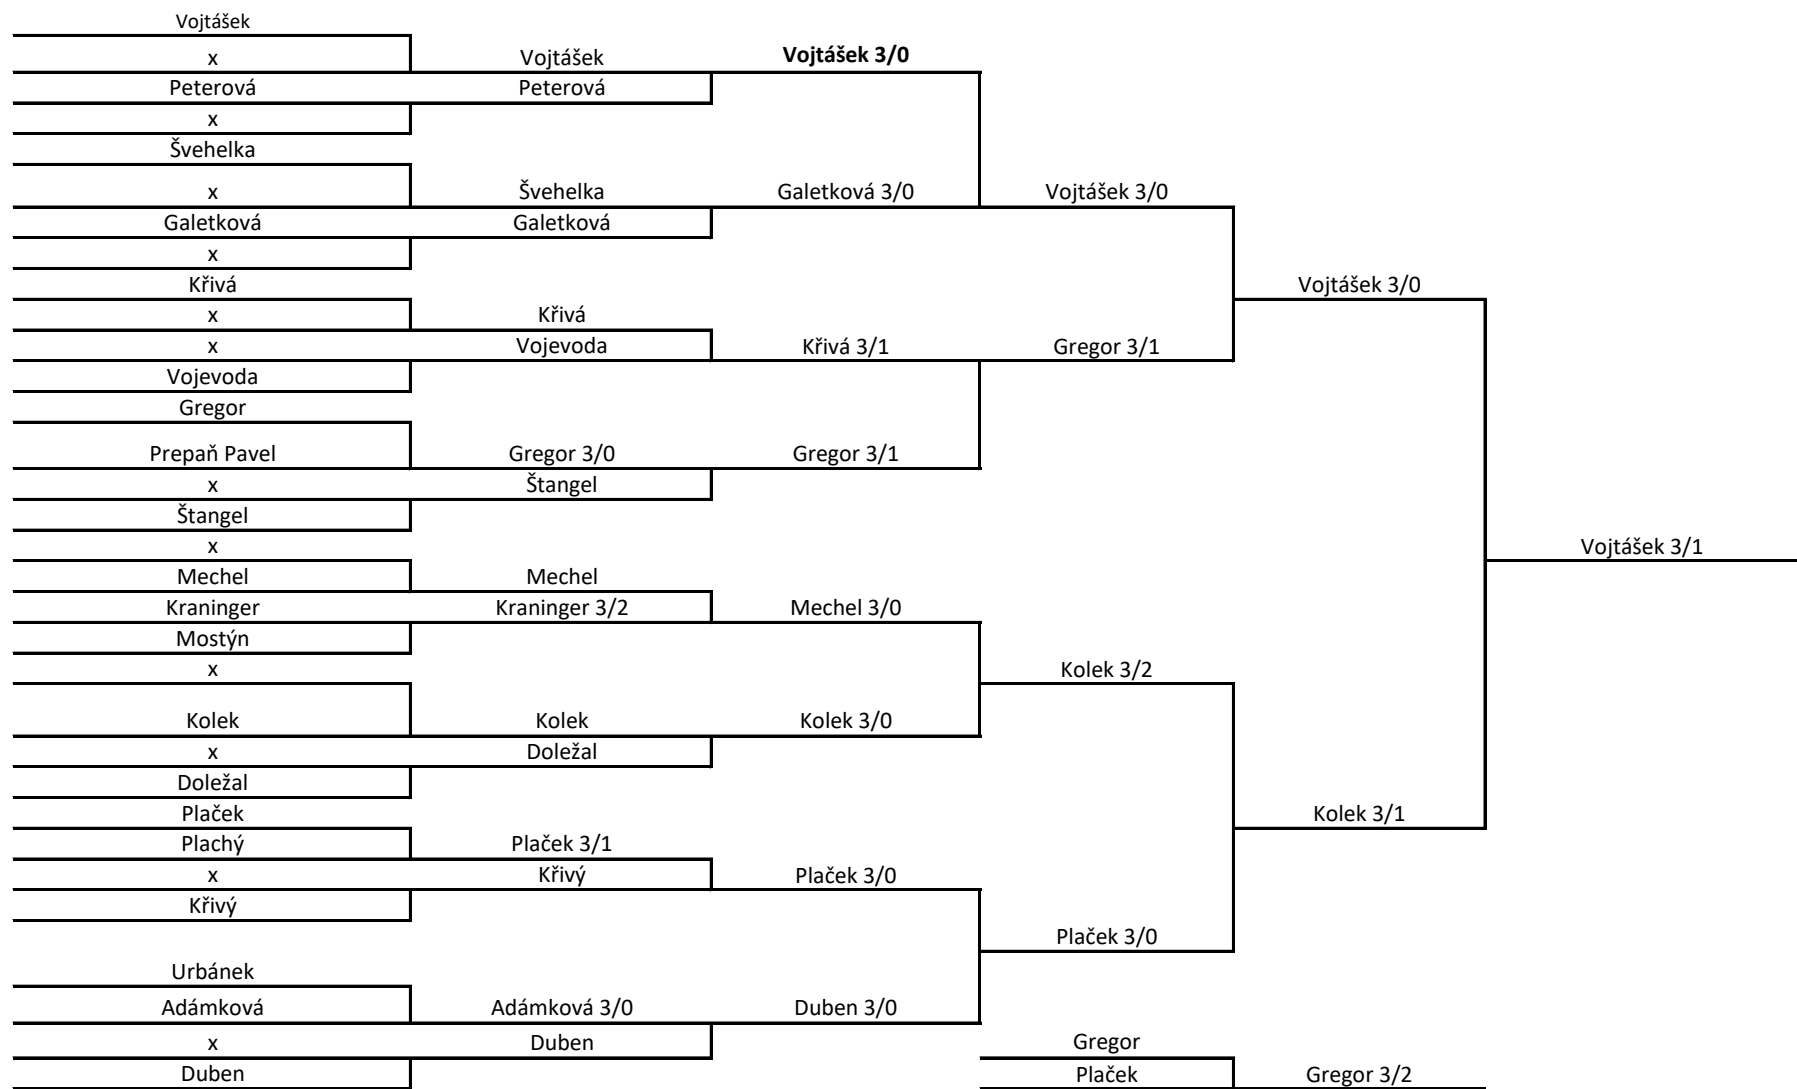 Vojtášek
x Vojtášek Vojtášek 3/0
Peterová Peterová
x
Švehelka
x Švehelka Galetková 3/0 Vojtášek 3/0
Galetková Galetková
x
Křivá Vojtášek 3/0
x Křivá
x Vojevoda Křivá 3/1 Gregor 3/1
Vojevoda
Gregor
Prepaň Pavel Gregor 3/0 Gregor 3/1
x Štangel
Štangel
x Vojtášek 3/1
Mechel Mechel
Kraninger Kraninger 3/2 Mechel 3/0
Mostýn
x Kolek 3/2
Kolek Kolek Kolek 3/0
x Doležal
Doležal
Plaček Kolek 3/1
Plachý Plaček 3/1
x Křivý Plaček 3/0
Křivý
Plaček 3/0
Urbánek
Adámková Adámková 3/0 Duben 3/0
x Duben Gregor
Duben Plaček Gregor 3/2